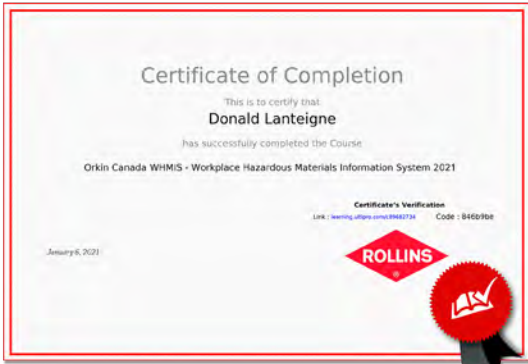 Certificate of Completion
This is to certify that
Donald Lanteigne
has successfully completed the Course
Orkin Canada WHMIS - Workplace Hazardous Materials Information System 2021
Certificate's Verification
Link : Code : 846b9be
January 6, 2021
ROLLINS
®